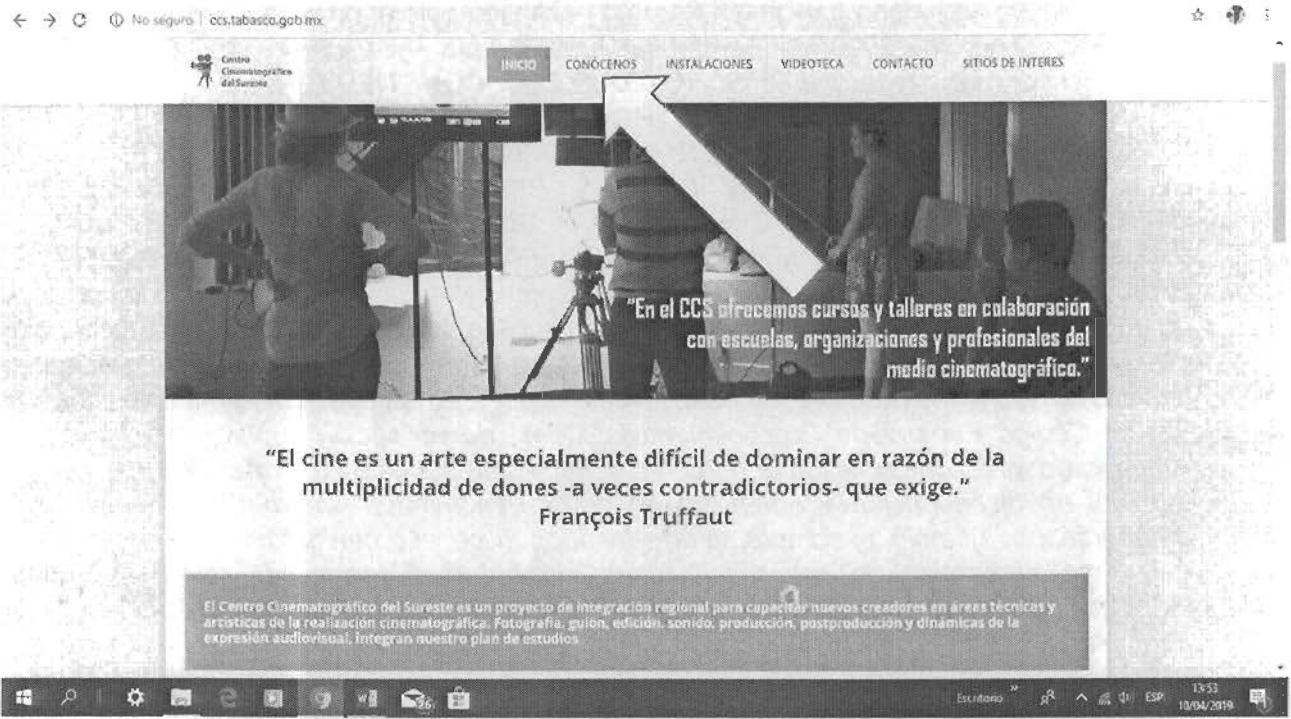 No seguro | ccs.tabasco.gob.mx
Centro
Cinematográfico
del Sureste
INICIO CONÓCENOS INSTALACIONES VIDEOTECA CONTACTO SITIOS DE INTERES
"En el CCS ofrecemos cursos y talleres en colaboración
con escuelas, organizaciones y profesionales del
medio cinematográfico."
“El cine es un arte especialmente difícil de dominar en razón de la
multiplicidad de dones -a veces contradictorios- que exige.”
François Truffaut
El Centro Cinematográfico del Sureste es un proyecto de integración regional para capacitar nuevos creadores en áreas técnicas y
artísticas de la realización cinematográfica. Fotografía, guion, edición, sonido, producción, postproducción y dinámicas de la
expresión audiovisual, integran nuestro plan de estudios
26
Escritorio
ESP
13:53
10/04/2019